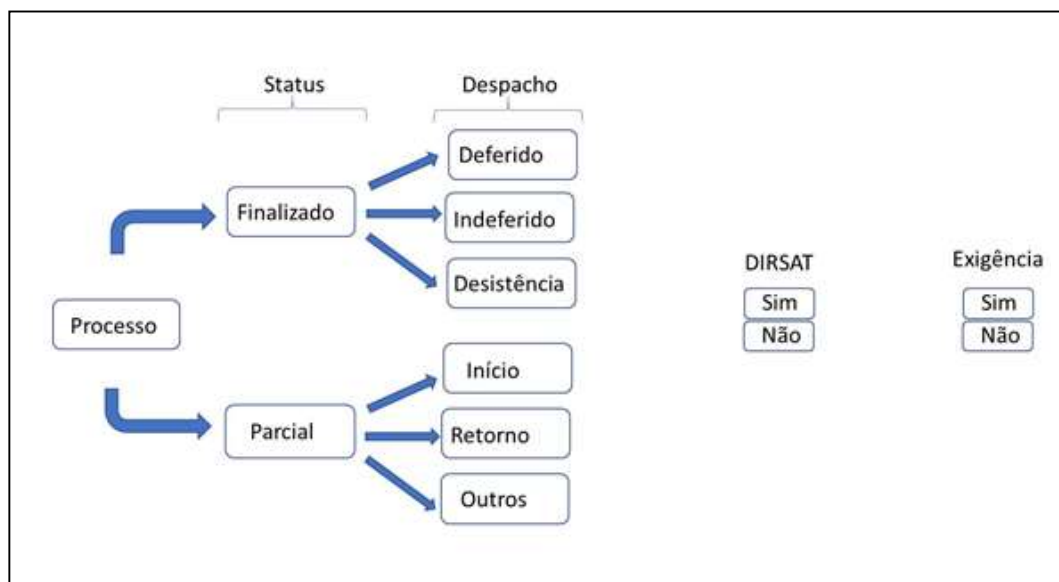 Status
Despacho
Deferido
Finalizado
Indeferido
Desistência
DIRSAT
Exigência
Sim
Sim
Não
Não
Processo
Início
Parcial
Retorno
Outros